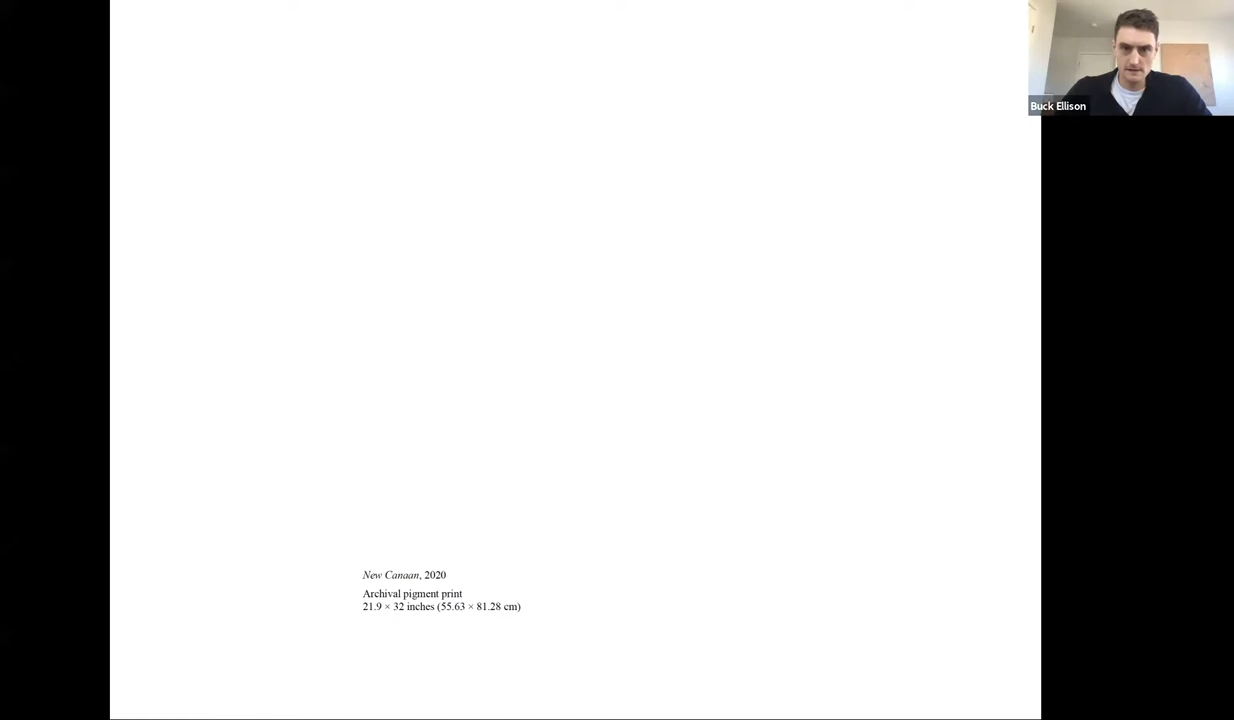 Buck Ellison
New Canaan, 2020
Archival pigment print
21.9 × 32 inches (55.63 × 81.28 cm)